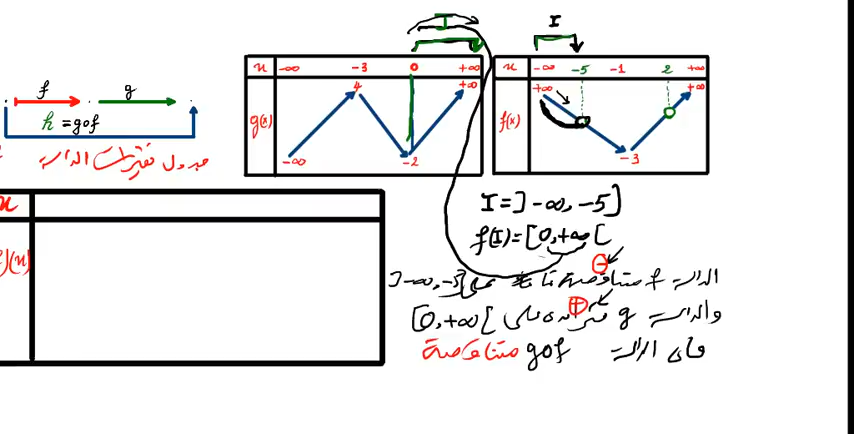 I
I
x -∞ -3 0 +∞
g(x) -∞ 4 -2 +∞
x -∞ -5 -1 2 +∞
f(x) +∞ -3 +∞
f g
h = gof
جدول تغيرات الدالة
x
)(x)
I = ]-∞, -5]
f(I) = [0, +∞[
⊖
الدالة f متناقصة تماما على ]-∞, -5]
⊕
والدالة g متزايدة على [0, +∞[
فإن الدالة gof متناقصة